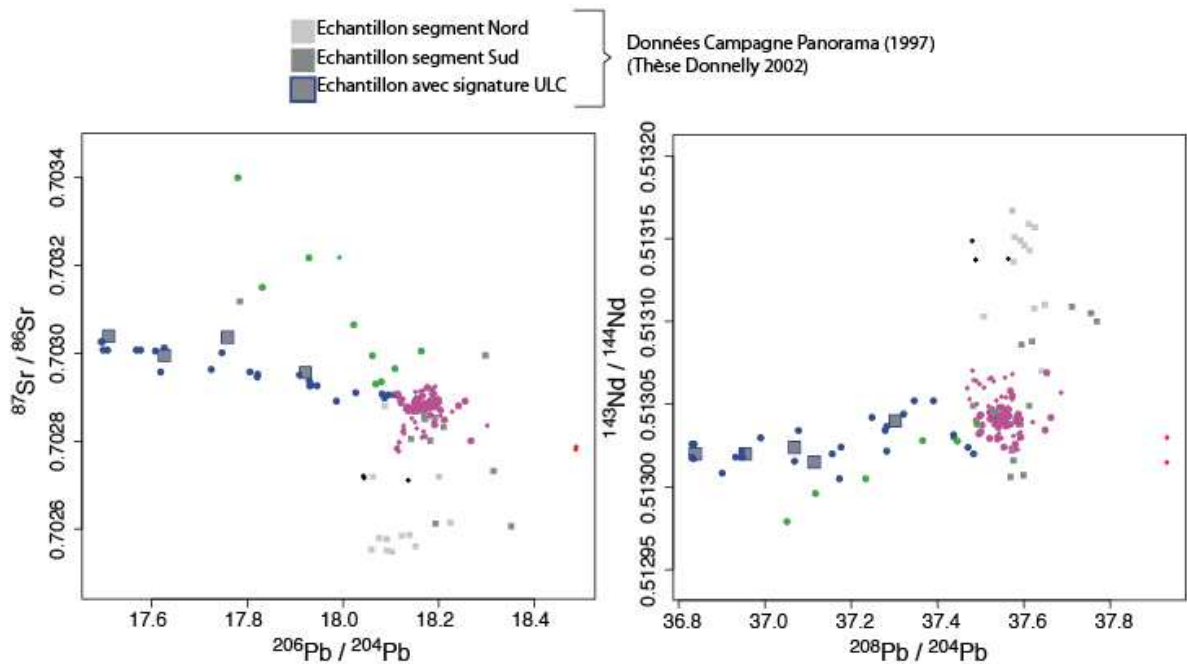 Echantillon segment Nord
Echantillon segment Sud
Echantillon avec signature ULC
Données Campagne Panorama (1997)
(Thèse Donnelly 2002)
87Sr / 86Sr
0.7034
0.7032
0.7030
0.7028
0.7026
17.6 17.8 18.0 18.2 18.4
206Pb / 204Pb
143Nd / 144Nd
0.51320
0.51315
0.51310
0.51305
0.51300
0.51295
36.8 37.0 37.2 37.4 37.6 37.8
208Pb / 204Pb